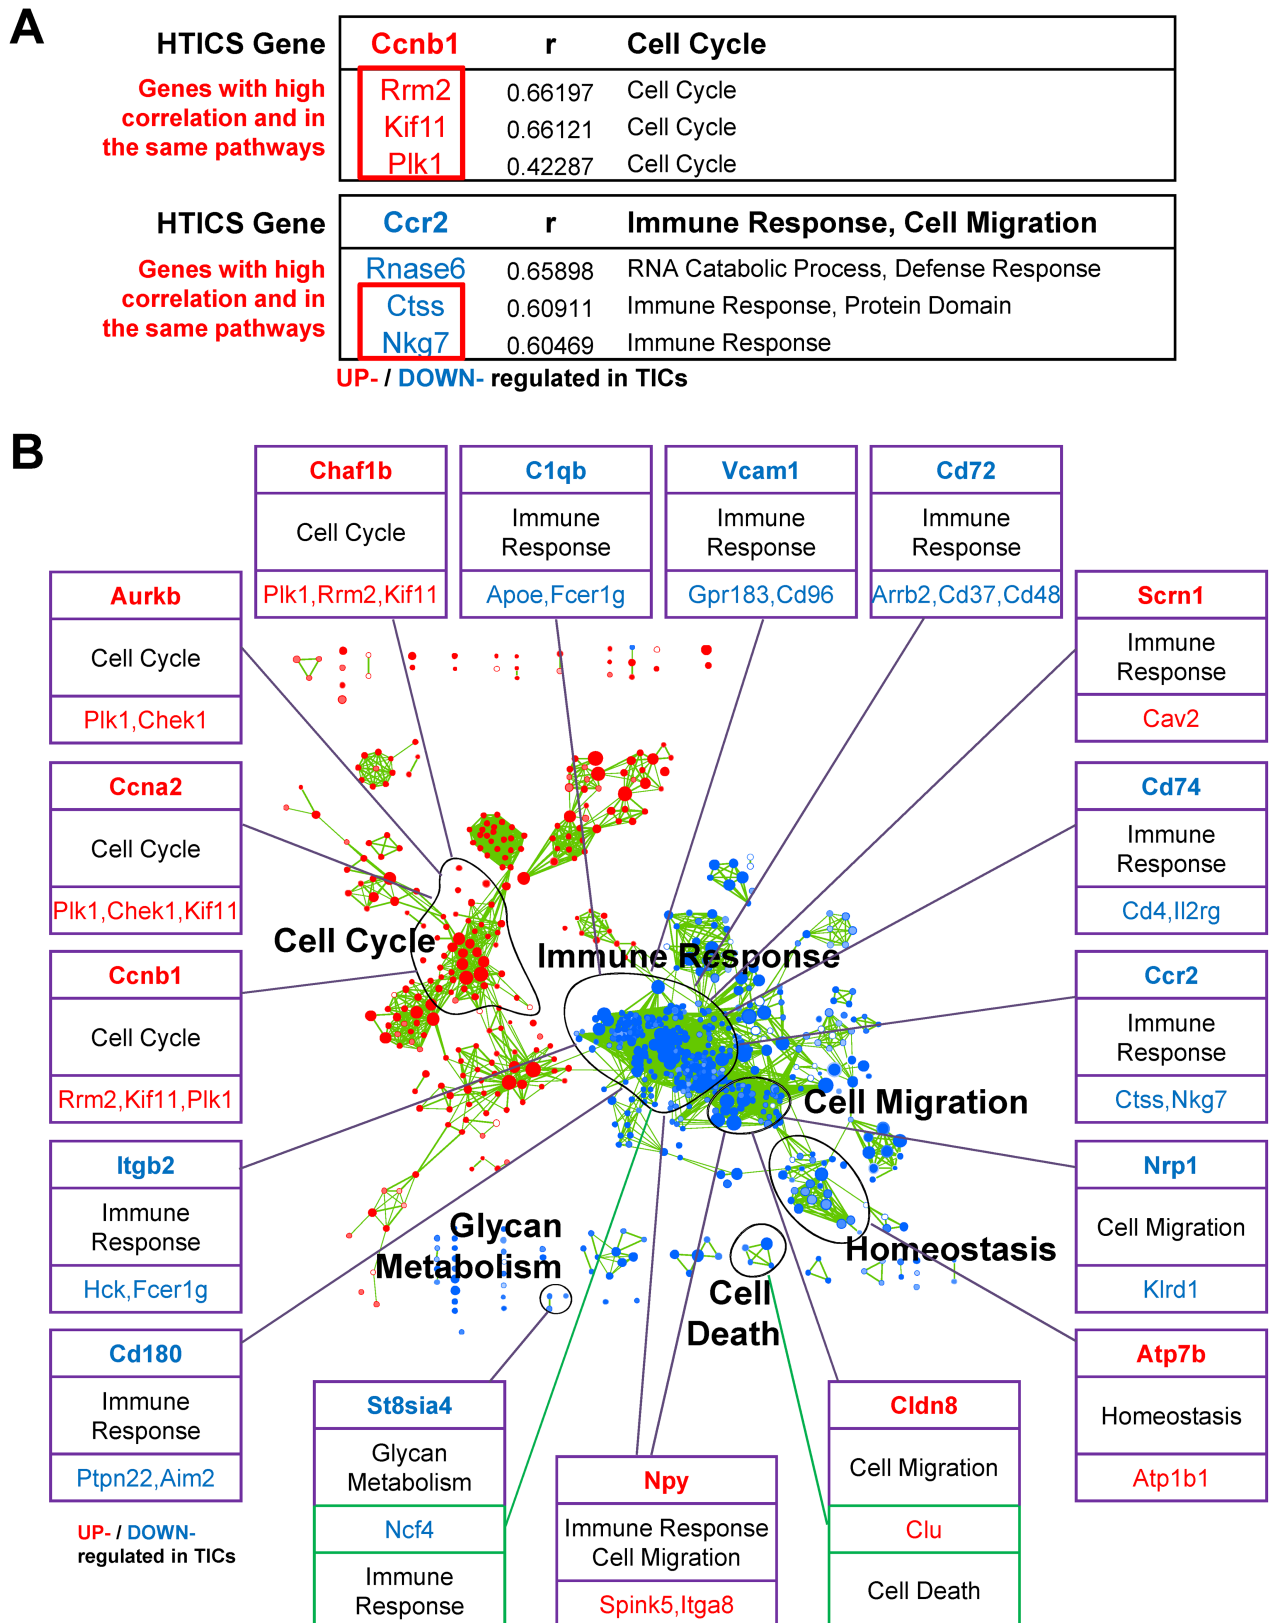 A
HTICS Gene Ccnb1 r Cell Cycle
Genes with high
correlation and in
the same pathways
Rrm2 0.66197 Cell Cycle
Kif11 0.66121 Cell Cycle
Plk1 0.42287 Cell Cycle
HTICS Gene Ccr2 r Immune Response, Cell Migration
Genes with high
correlation and in
the same pathways
Rnase6 0.65898 RNA Catabolic Process, Defense Response
Ctss 0.60911 Immune Response, Protein Domain
Nkg7 0.60469 Immune Response
UP- / DOWN- regulated in TICs
B
Chaf1b
Cell Cycle
Plk1,Rrm2,Kif11
C1qb
Immune
Response
Apoe,Fcer1g
Vcam1
Immune
Response
Gpr183,Cd96
Cd72
Immune
Response
Arrb2,Cd37,Cd48
Aurkb
Cell Cycle
Plk1,Chek1
Ccna2
Cell Cycle
Plk1,Chek1,Kif11
Ccnb1
Cell Cycle
Rrm2,Kif11,Plk1
Itgb2
Immune
Response
Hck,Fcer1g
Cd180
Immune
Response
Ptpn22,Aim2
Scrn1
Immune
Response
Cav2
Cd74
Immune
Response
Cd4,Il2rg
Ccr2
Immune
Response
Ctss,Nkg7
Nrp1
Cell Migration
Klrd1
Atp7b
Homeostasis
Atp1b1
Cell Cycle
Immune Response
Cell Migration
Homeostasis
Glycan
Metabolism
Cell
Death
St8sia4
Glycan
Metabolism
Ncf4
Immune
Response
Npy
Immune Response
Cell Migration
Spink5,Itga8
Cldn8
Cell Migration
Clu
Cell Death
UP- / DOWN-
regulated in TICs